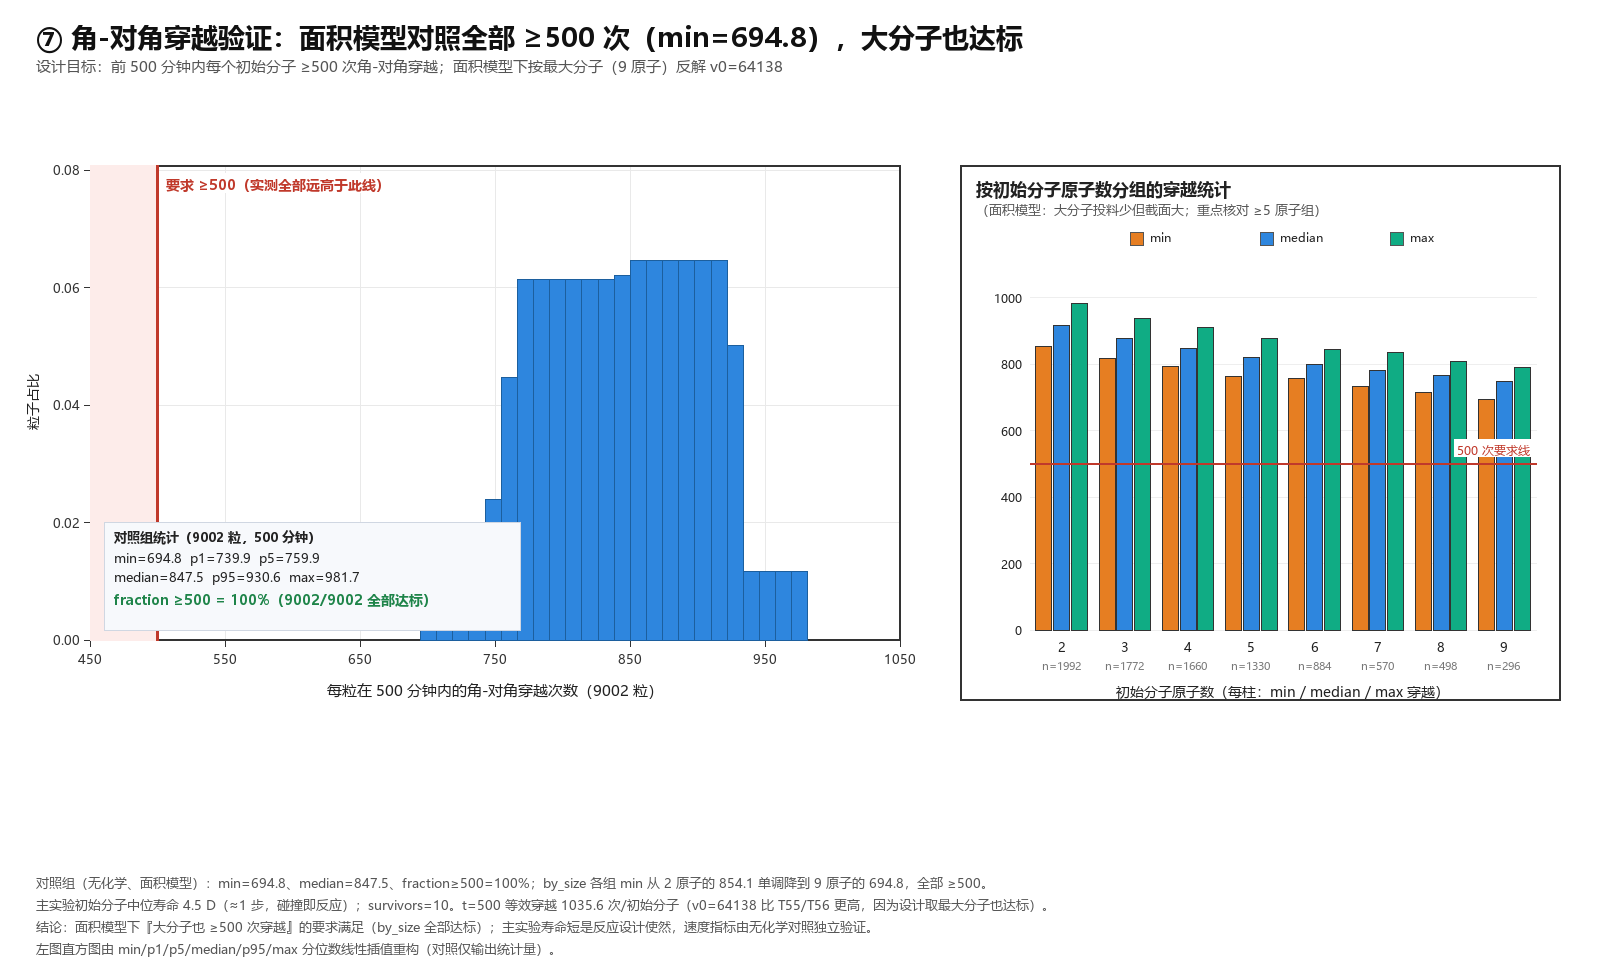 ⑦ 角-对角穿越验证：面积模型对照全部 ≥500 次（min=694.8），大分子也达标
设计目标：前 500 分钟内每个初始分子 ≥500 次角-对角穿越；面积模型下按最大分子（9 原子）反解 v0=64138
要求 ≥500（实测全部远高于此线）
0.08
0.06
0.04
0.02
0.00
粒子占比
对照组统计（9002 粒，500 分钟）
min=694.8 p1=739.9 p5=759.9
median=847.5 p95=930.6 max=981.7
fraction ≥500 = 100%（9002/9002 全部达标）
450 550 650 750 850 950 1050
每粒在 500 分钟内的角-对角穿越次数（9002 粒）
按初始分子原子数分组的穿越统计
（面积模型：大分子投料少但截面大；重点核对 ≥5 原子组）
min median max
1000
800
600
400
200
0
500 次要求线
2 3 4 5 6 7 8 9
n=1992 n=1772 n=1660 n=1330 n=884 n=570 n=498 n=296
初始分子原子数（每柱：min / median / max 穿越）
对照组（无化学、面积模型）：min=694.8、median=847.5、fraction≥500=100%；by_size 各组 min 从 2 原子的 854.1 单调降到 9 原子的 694.8，全部 ≥500。
主实验初始分子中位寿命 4.5 D（≈1 步，碰撞即反应）；survivors=10。t=500 等效穿越 1035.6 次/初始分子（v0=64138 比 T55/T56 更高，因为设计取最大分子也达标）。
结论：面积模型下『大分子也 ≥500 次穿越』的要求满足（by_size 全部达标）；主实验寿命短是反应设计使然，速度指标由无化学对照独立验证。
左图直方图由 min/p1/p5/median/p95/max 分位数线性插值重构（对照仅输出统计量）。